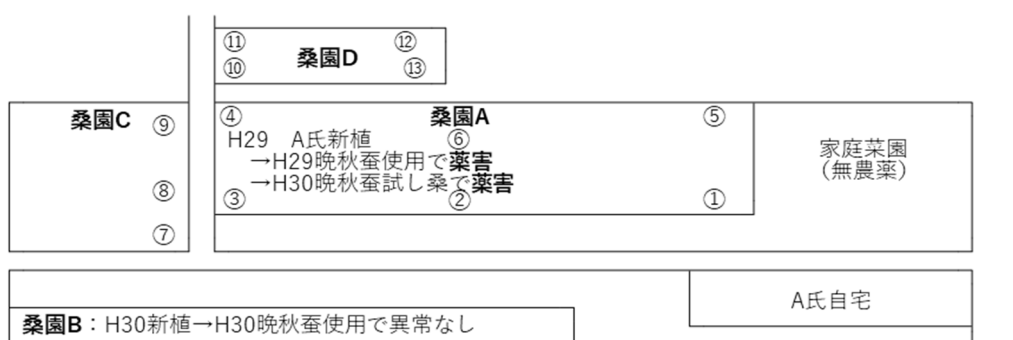 ⑪ ⑫
桑園D
⑩ ⑬
桑園C ⑨
④ 桑園A ⑤
H29 A氏新植 ⑥
→H29晩秋蚕使用で薬害
→H30晩秋蚕試し桑で薬害
③ ② ①
家庭菜園
(無農薬)
⑧
⑦
A氏自宅
桑園B：H30新植→H30晩秋蚕使用で異常なし